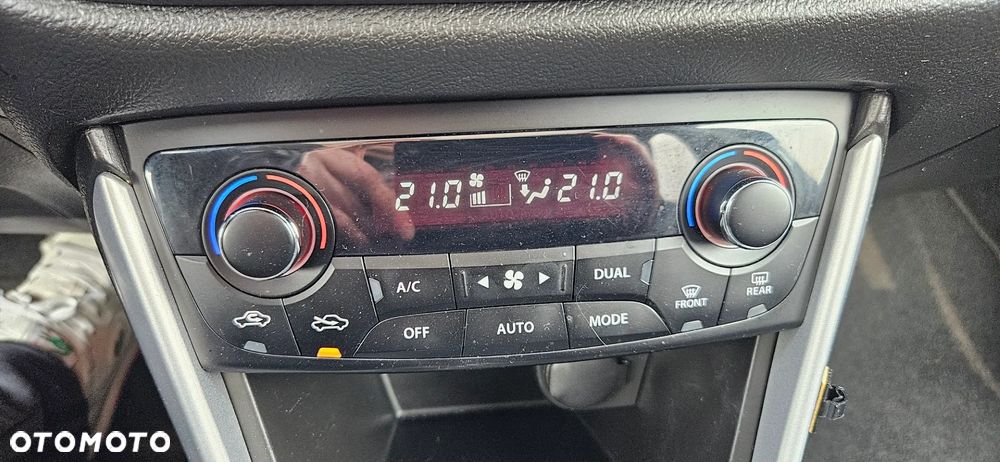 21.0 21.0
A/C
DUAL
FRONT
REAR
OFF
AUTO
MODE
OTOMOTO